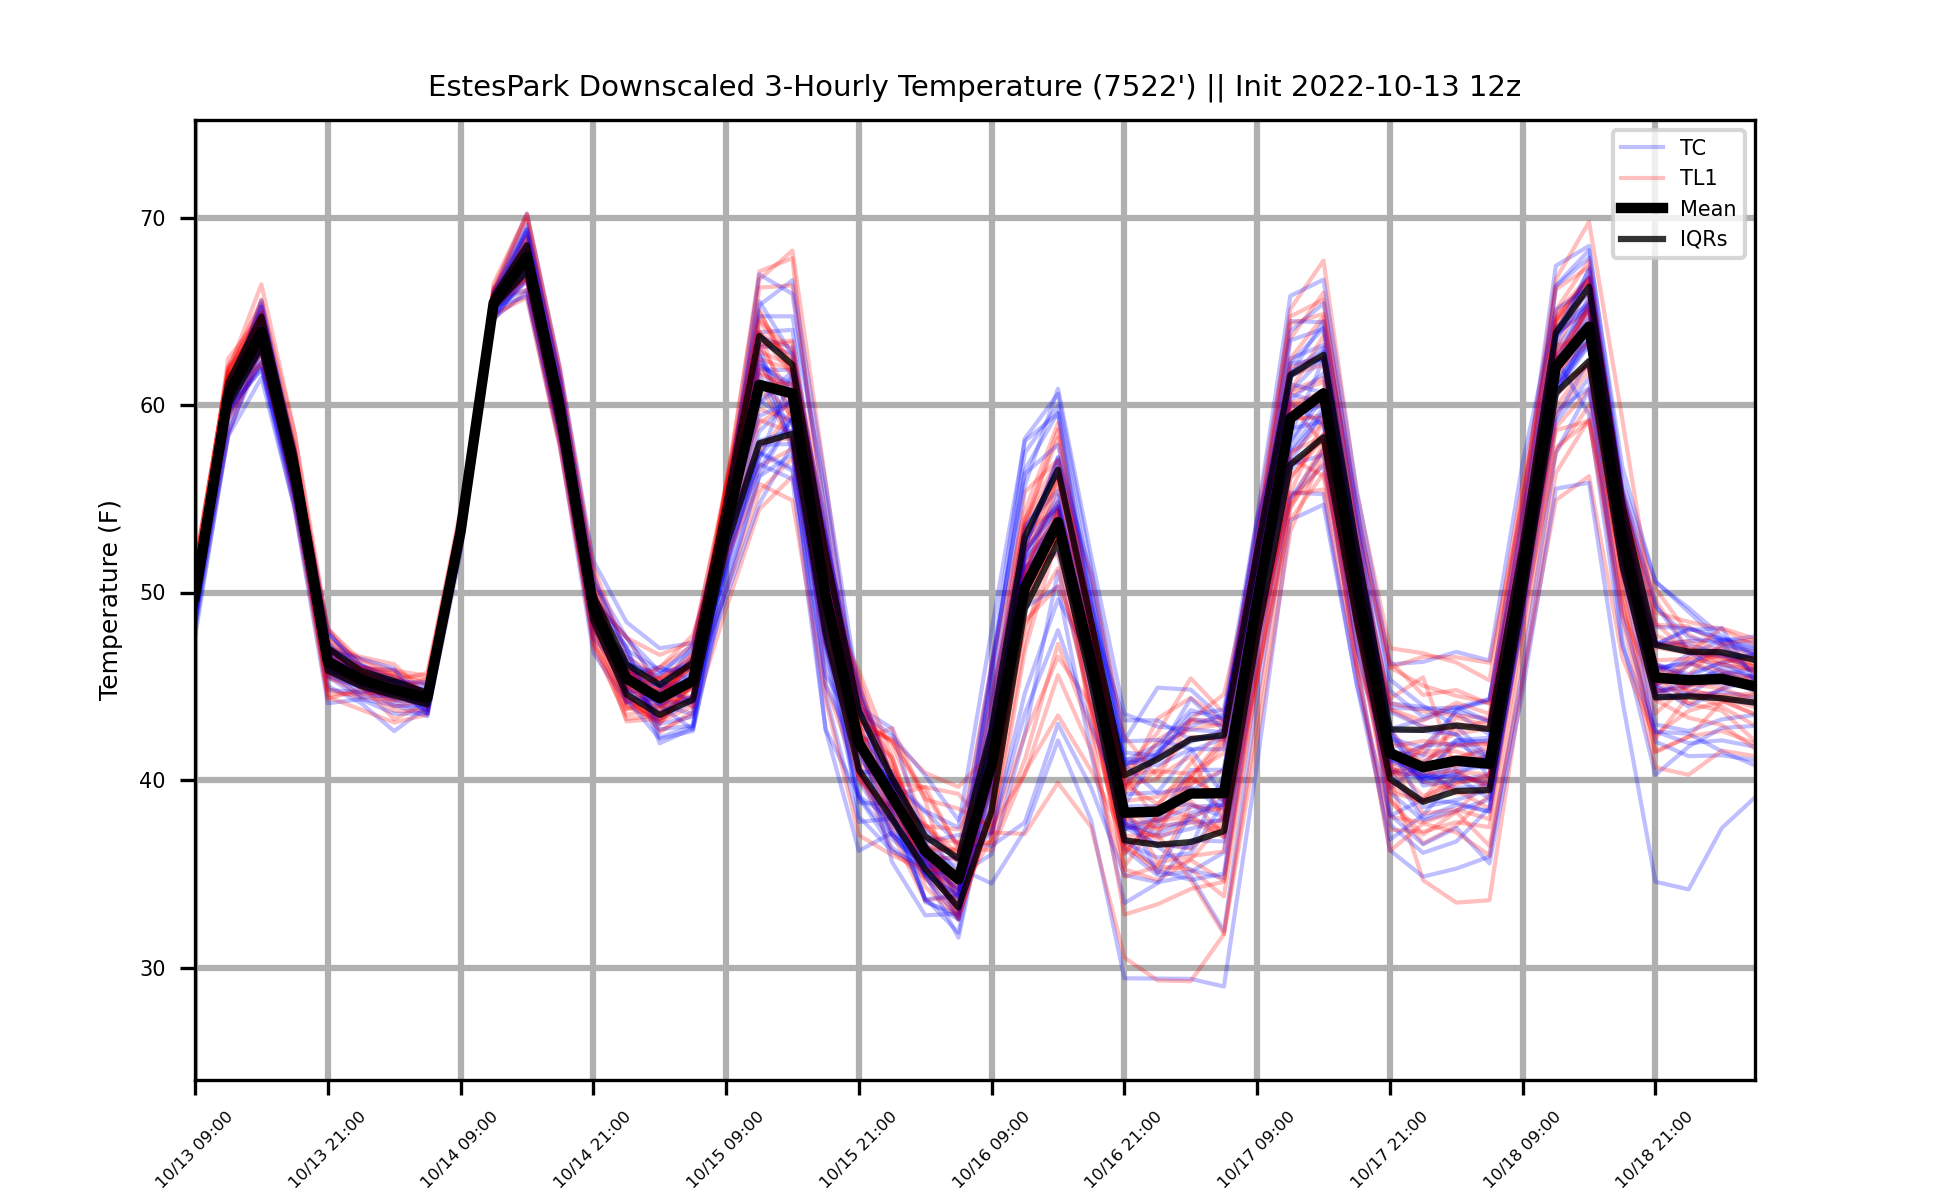 EstesPark Downscaled 3-Hourly Temperature (7522') || Init 2022-10-13 12z
TC
TL1
Mean
IQRs
Temperature (F)
70
60
50
40
30
10/13 09:00
10/13 21:00
10/14 09:00
10/14 21:00
10/15 09:00
10/15 21:00
10/16 09:00
10/16 21:00
10/17 09:00
10/17 21:00
10/18 09:00
10/18 21:00